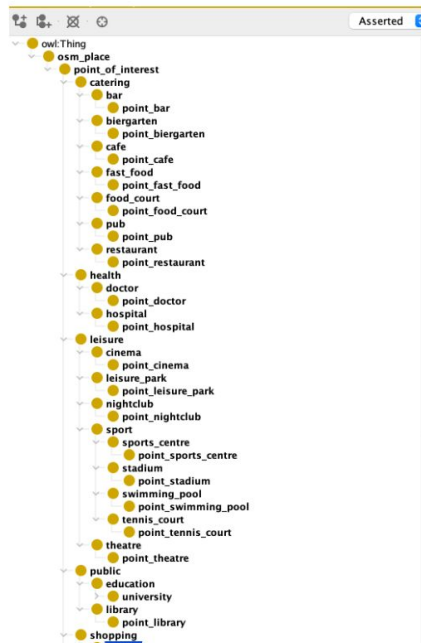 Asserted
owl:Thing
osm_place
point_of_interest
catering
bar
point_bar
biergarten
point_biergarten
cafe
point_cafe
fast_food
point_fast_food
food_court
point_food_court
pub
point_pub
restaurant
point_restaurant
health
doctor
point_doctor
hospital
point_hospital
leisure
cinema
point_cinema
leisure_park
point_leisure_park
nightclub
point_nightclub
sport
sports_centre
point_sports_centre
stadium
point_stadium
swimming_pool
point_swimming_pool
tennis_court
point_tennis_court
theatre
point_theatre
public
education
university
library
point_library
shopping